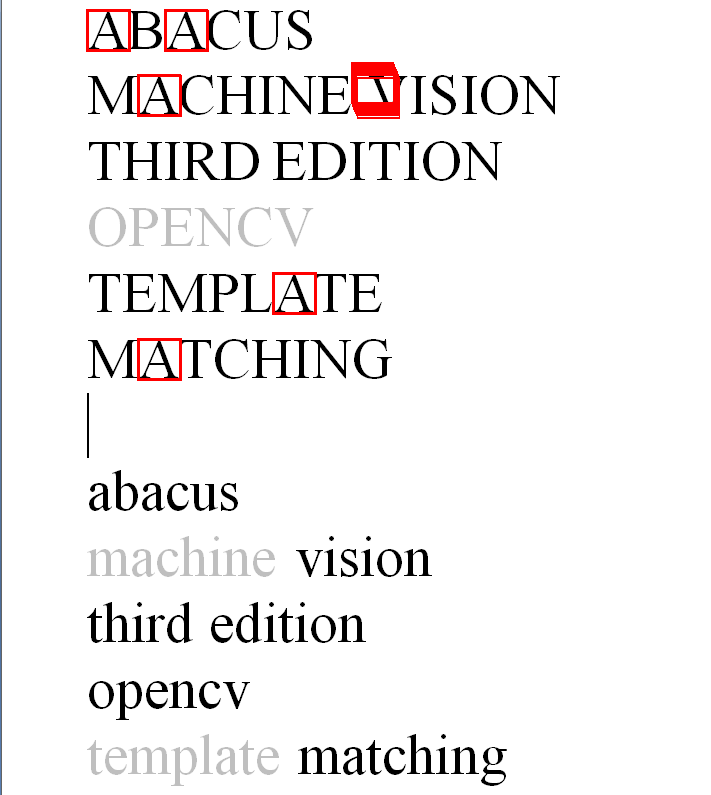 ABACUS
MACHINE VISION
THIRD EDITION
OPENCV
TEMPLATE
MATCHING
abacus
machine vision
third edition
opencv
template matching